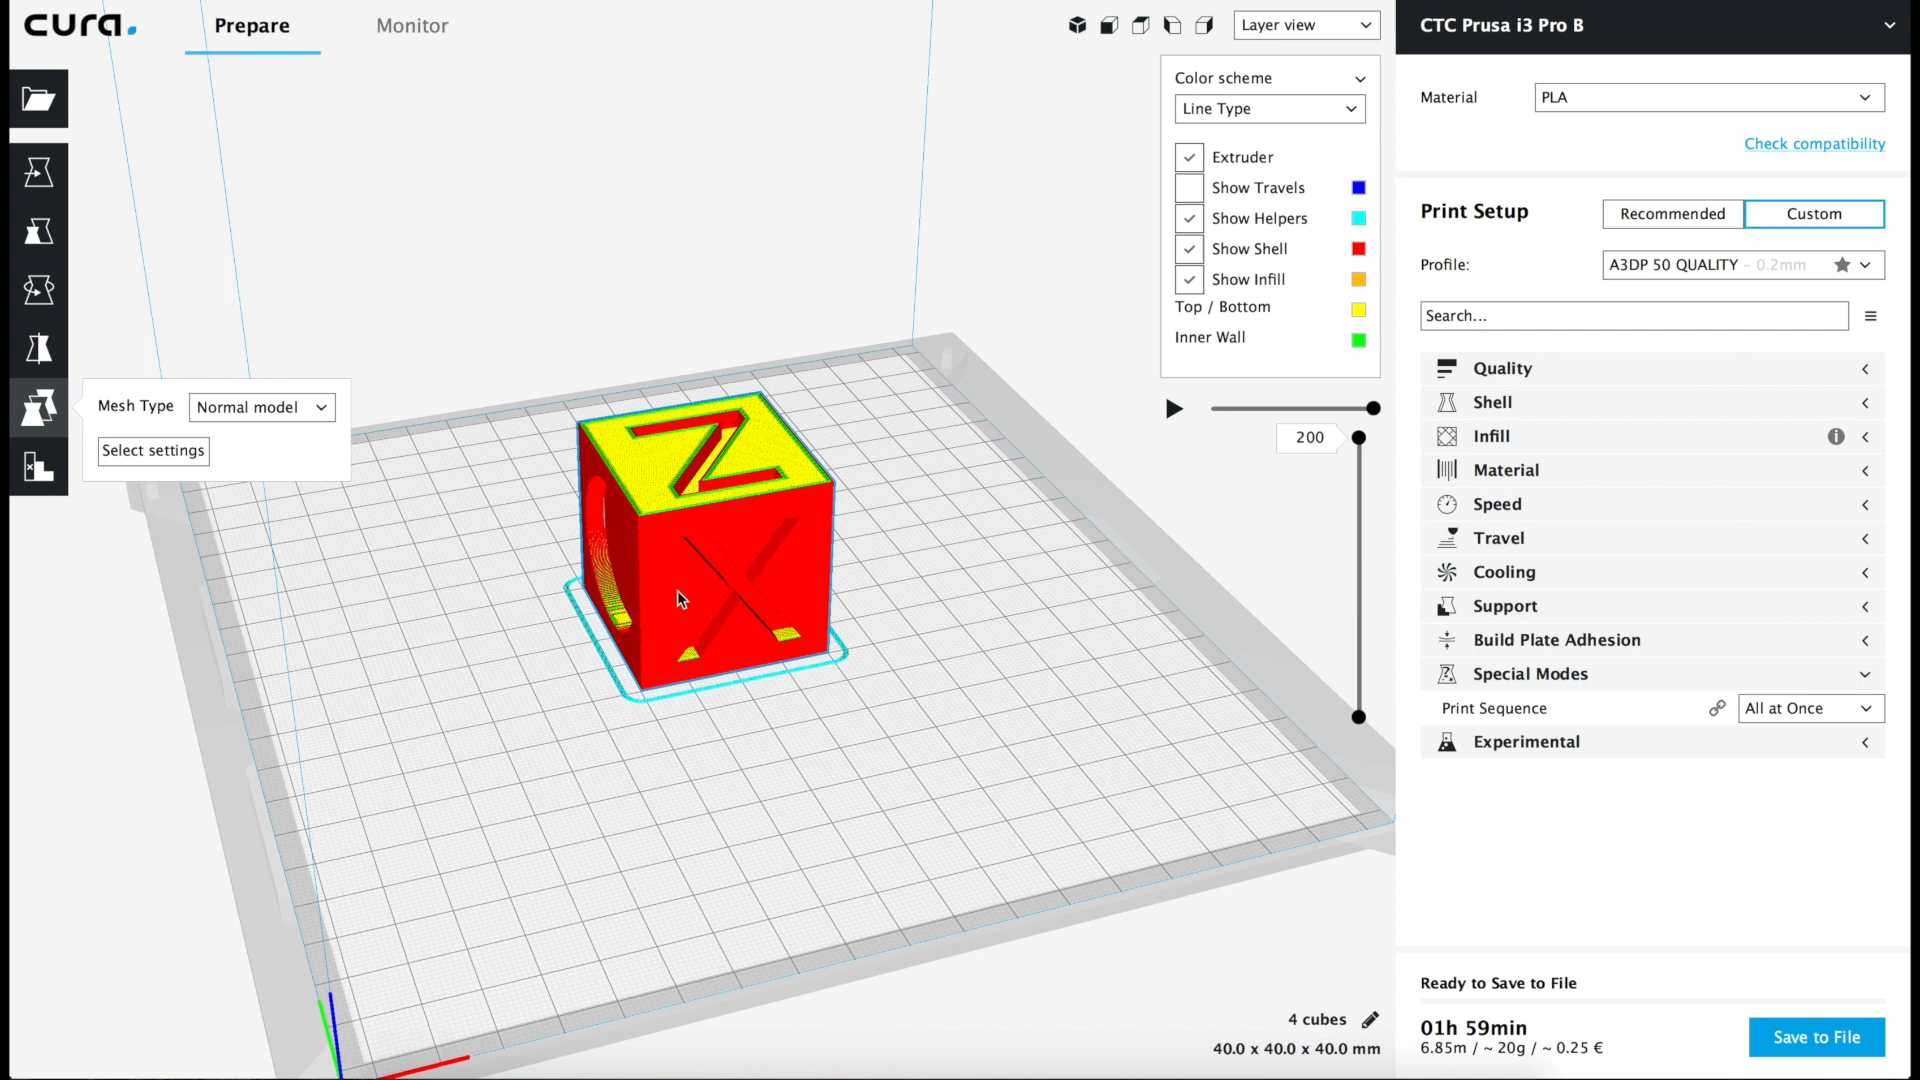 cura.
Prepare
Monitor
Layer view
CTC Prusa i3 Pro B
Color scheme
Line Type
Extruder
Show Travels
Show Helpers
Show Shell
Show Infill
Top / Bottom
Inner Wall
200
Mesh Type
Normal model
Select settings
Z
X
Material
PLA
Check compatibility
Print Setup
Recommended
Custom
Profile:
A3DP 50 QUALITY - 0.2mm
Search...
Quality
Shell
Infill
Material
Speed
Travel
Cooling
Support
Build Plate Adhesion
Special Modes
Print Sequence
All at Once
Experimental
4 cubes
40.0 x 40.0 x 40.0 mm
Ready to Save to File
01h 59min
6.85m / ~ 20g / ~ 0.25 €
Save to File